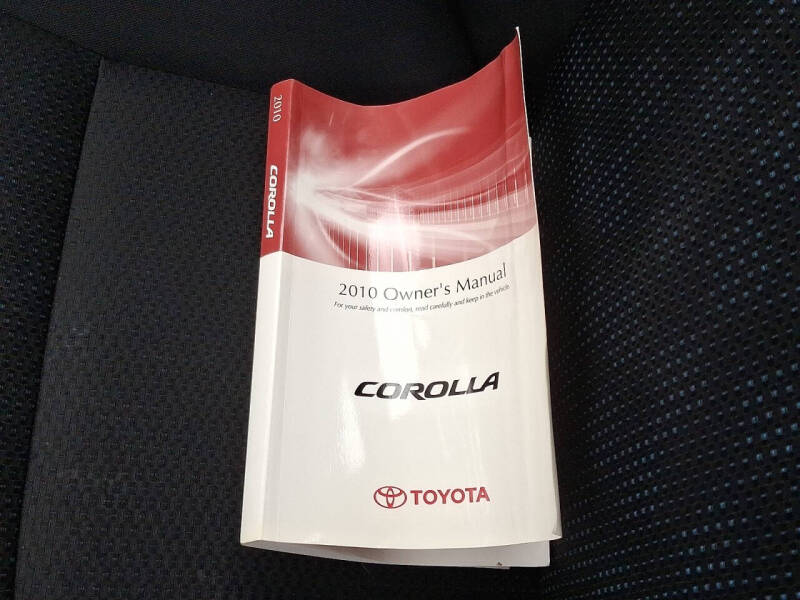 2010
COROLLA
2010 Owner's Manual
For your safety and comfort, read carefully and keep in the vehicle.
COROLLA
TOYOTA